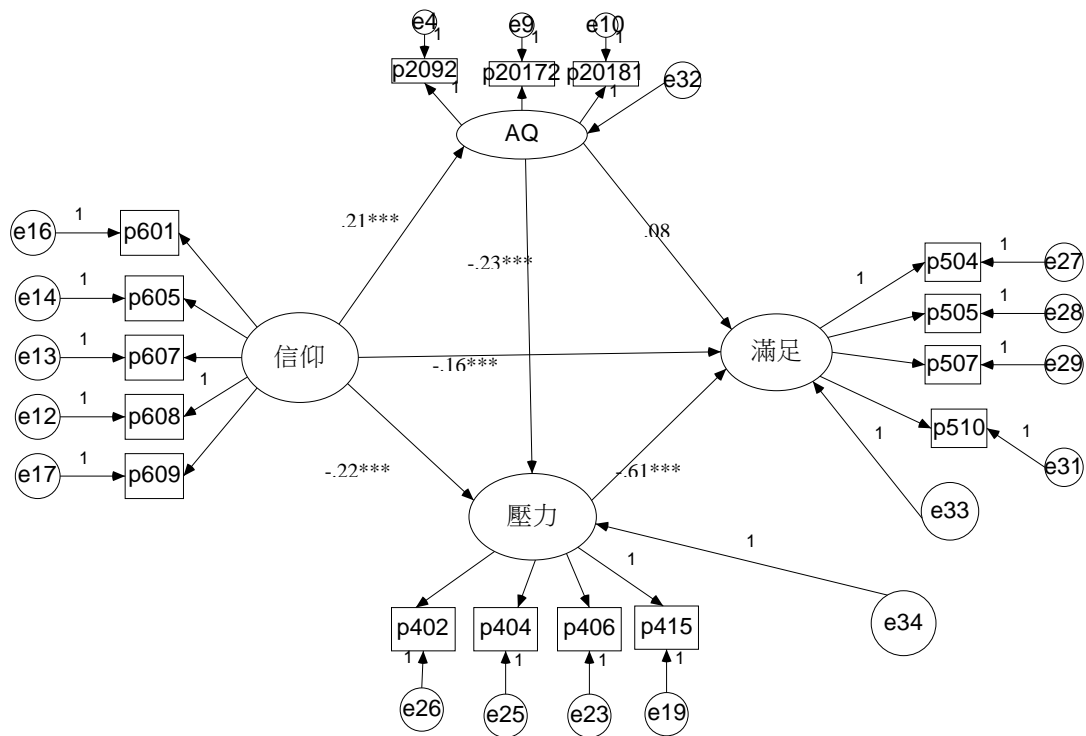 e4 e9 e10
1 1 1
p2092 p20172 p20181
1 1
e32
AQ
.21***
-.23***
.08
e16 1 p601
e14 1 p605
e13 1 p607
1
e12 1 p608
e17 1 p609
信仰
-.16***
滿足
1
p504 1 e27
p505 1 e28
p507 1 e29
p510 1
e31
1
e33
-.22***
-.61***
壓力
1
1
e34
p402 p404 p406 p415
1 1 1 1
e26 e25 e23 e19